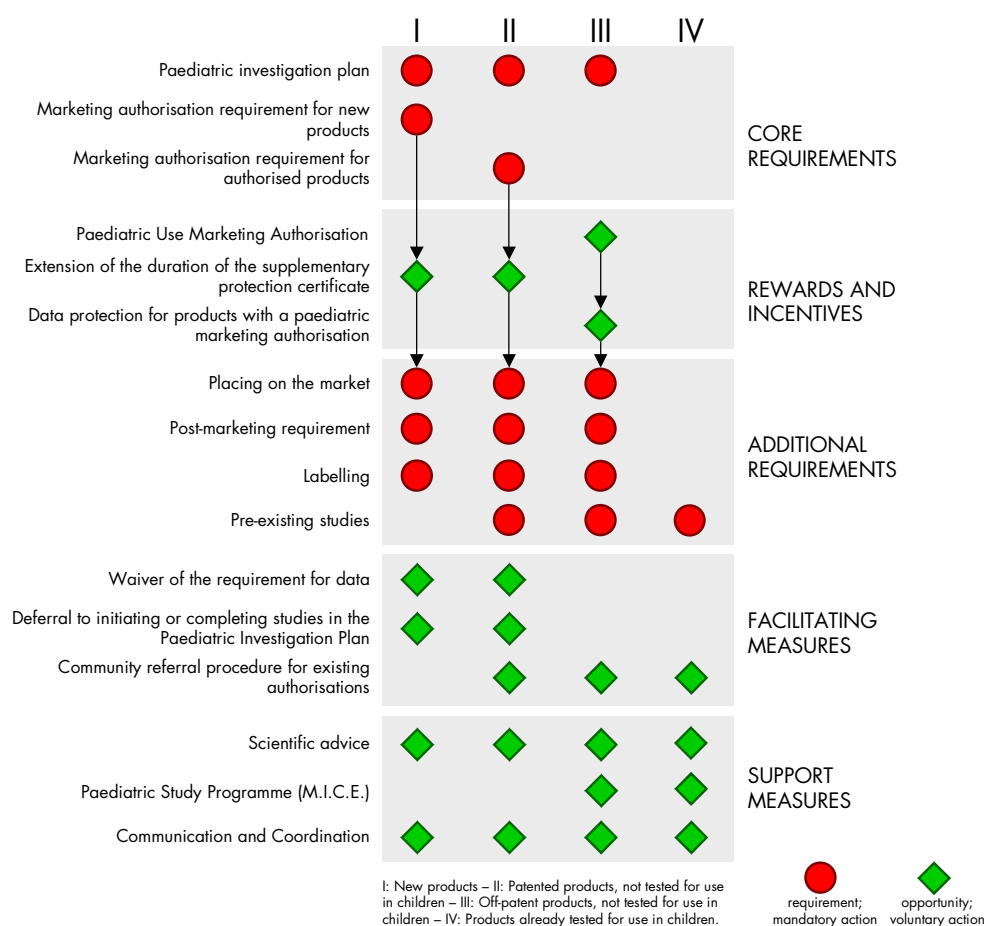 I II III IV
Paediatric investigation plan
Marketing authorisation requirement for new
products
Marketing authorisation requirement for
authorised products
CORE
REQUIREMENTS
Paediatric Use Marketing Authorisation
Extension of the duration of the supplementary
protection certificate
Data protection for products with a paediatric
marketing authorisation
REWARDS AND
INCENTIVES
Placing on the market
Post-marketing requirement
Labelling
Pre-existing studies
ADDITIONAL
REQUIREMENTS
Waiver of the requirement for data
Deferral to initiating or completing studies in the
Paediatric Investigation Plan
Community referral procedure for existing
authorisations
FACILITATING
MEASURES
Scientific advice
Paediatric Study Programme (M.I.C.E.)
Communication and Coordination
SUPPORT
MEASURES
I: New products – II: Patented products, not tested for use
in children – III: Off-patent products, not tested for use in
children – IV: Products already tested for use in children.
requirement;
mandatory action
opportunity;
voluntary action